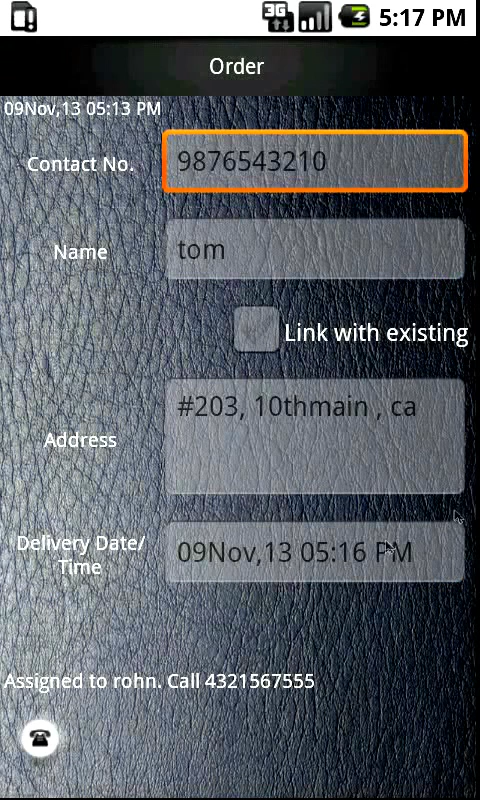 3G
5:17 PM
Order
09Nov,13 05:13 PM
Contact No.
9876543210
Name
tom
Link with existing
Address
#203, 10thmain , ca
Delivery Date/
Time
09Nov,13 05:16 PM
Assigned to rohn. Call 4321567555